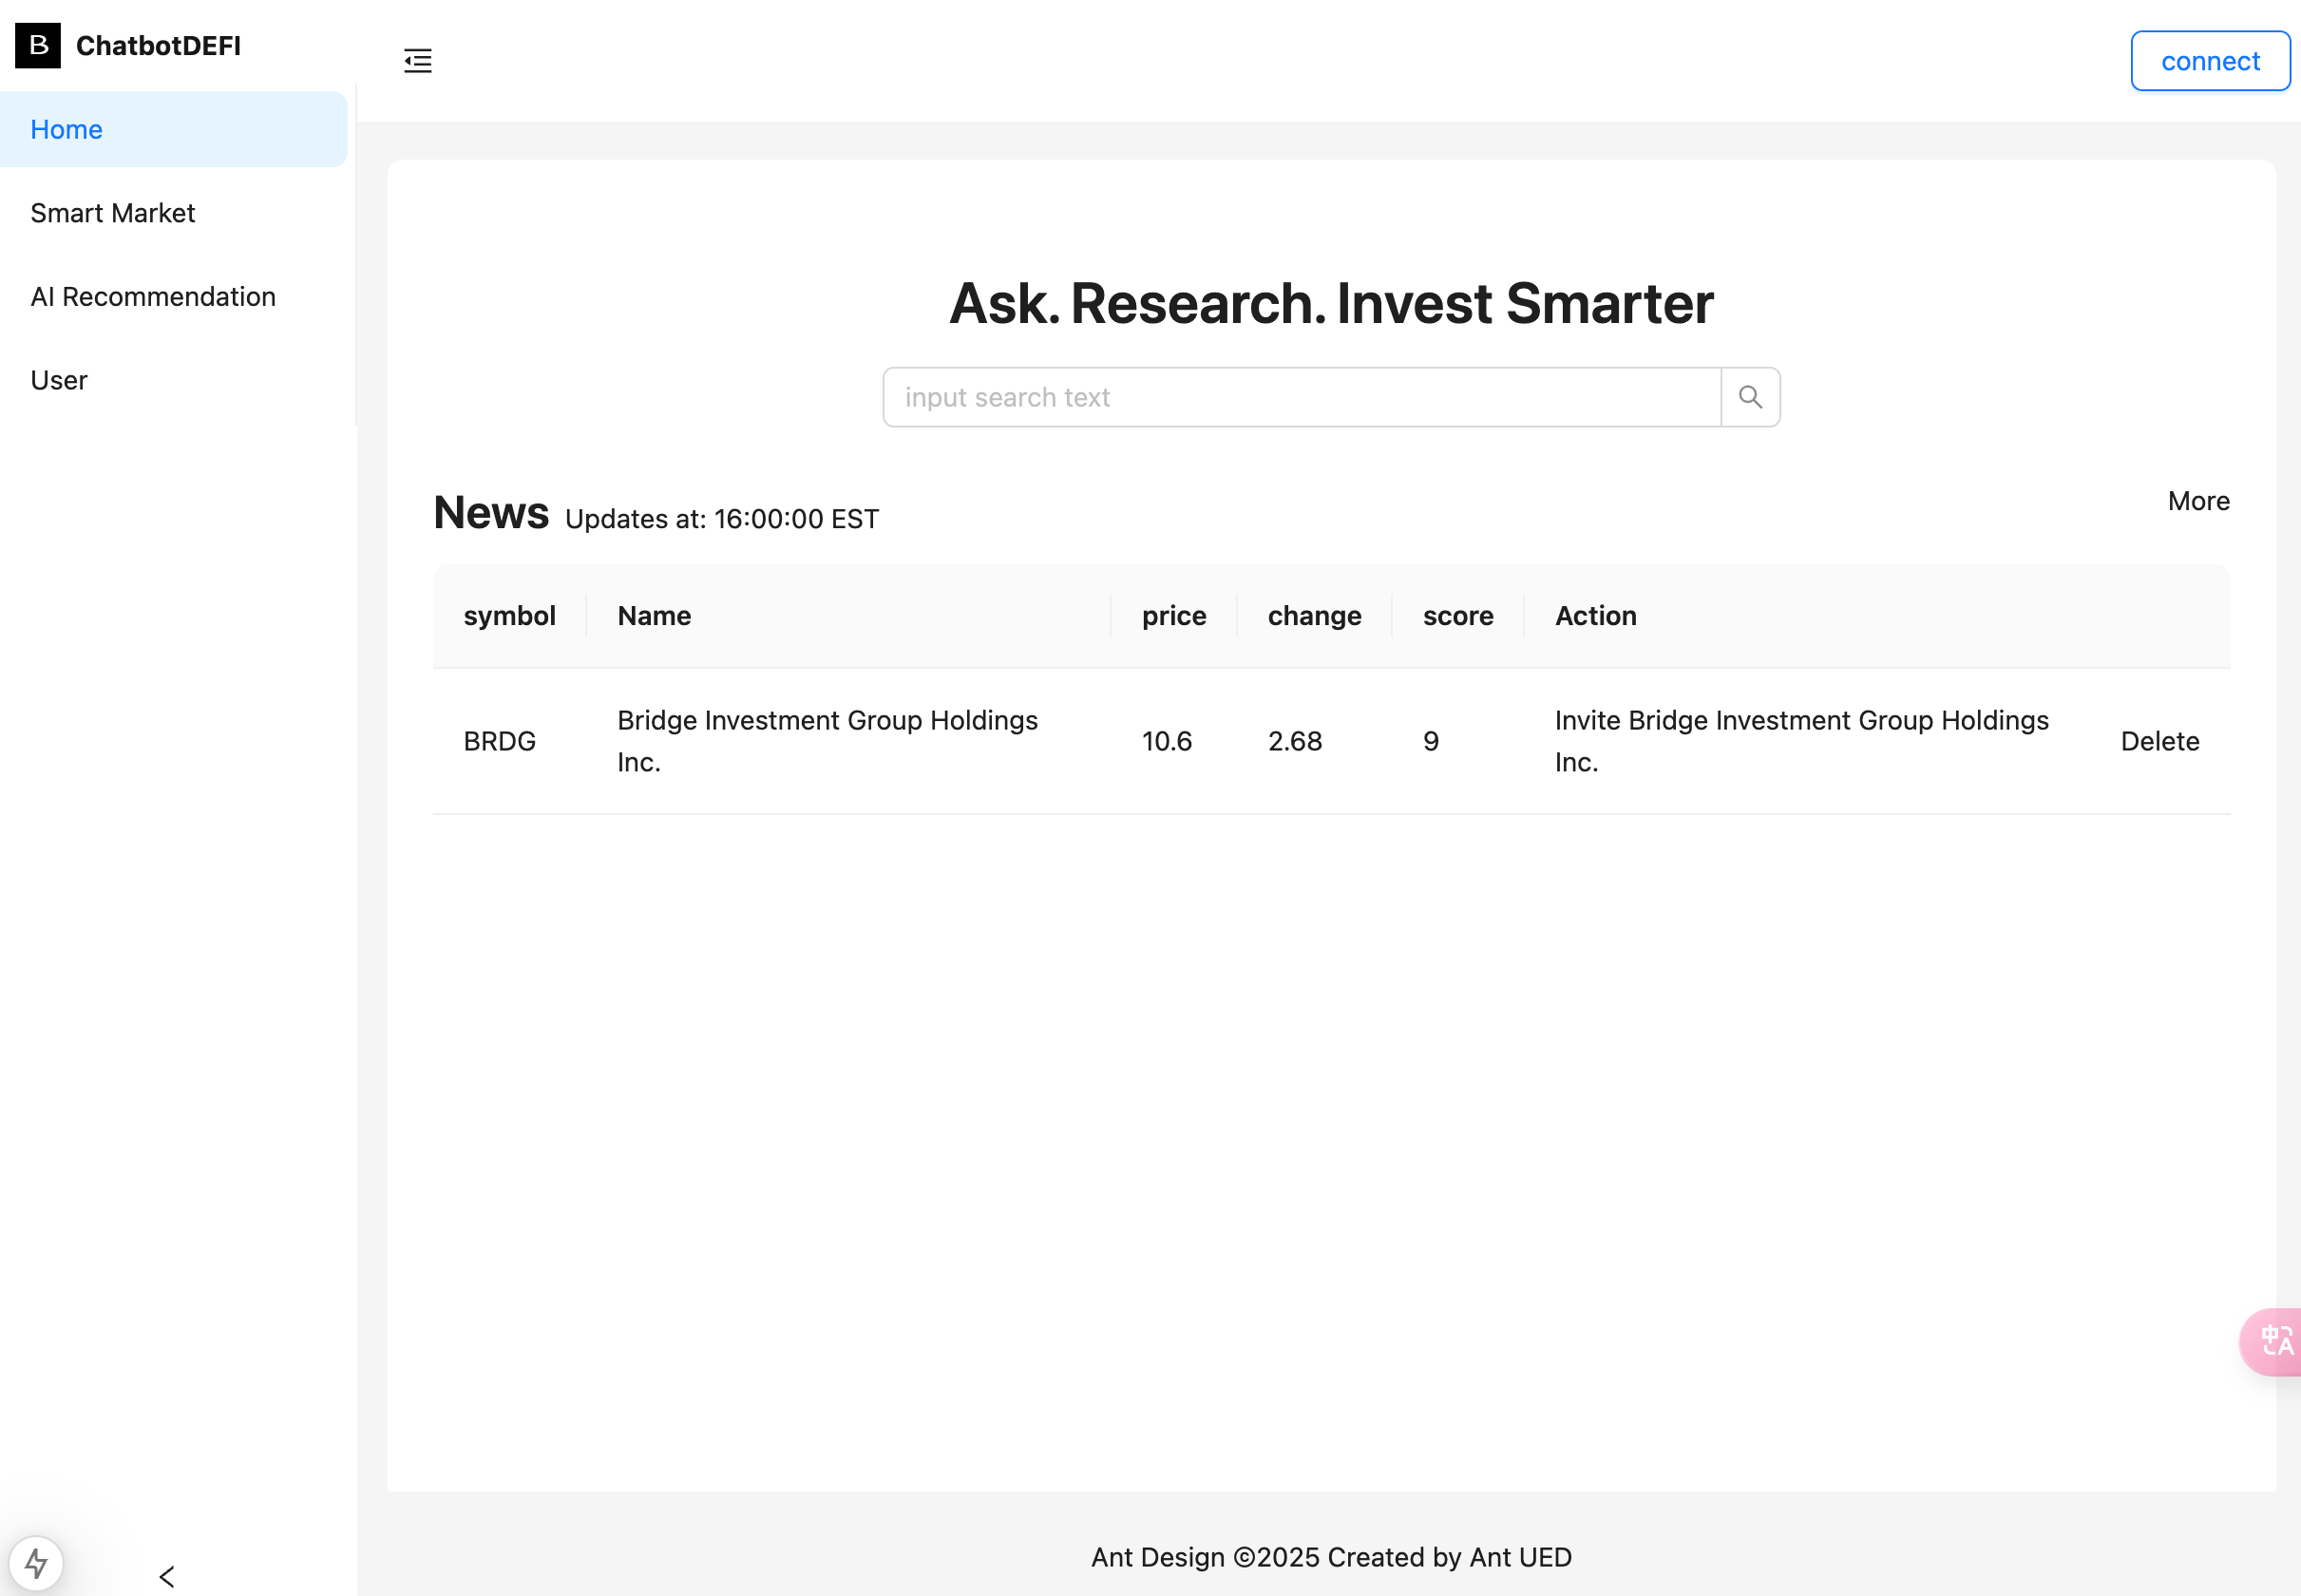 B ChatbotDEFI
connect
Home
Smart Market
AI Recommendation
User
Ask. Research. Invest Smarter
input search text
News Updates at: 16:00:00 EST
More
symbol Name price change score Action
BRDG Bridge Investment Group Holdings Inc. 10.6 2.68 9 Invite Bridge Investment Group Holdings Inc. Delete
中A
Ant Design ©2025 Created by Ant UED